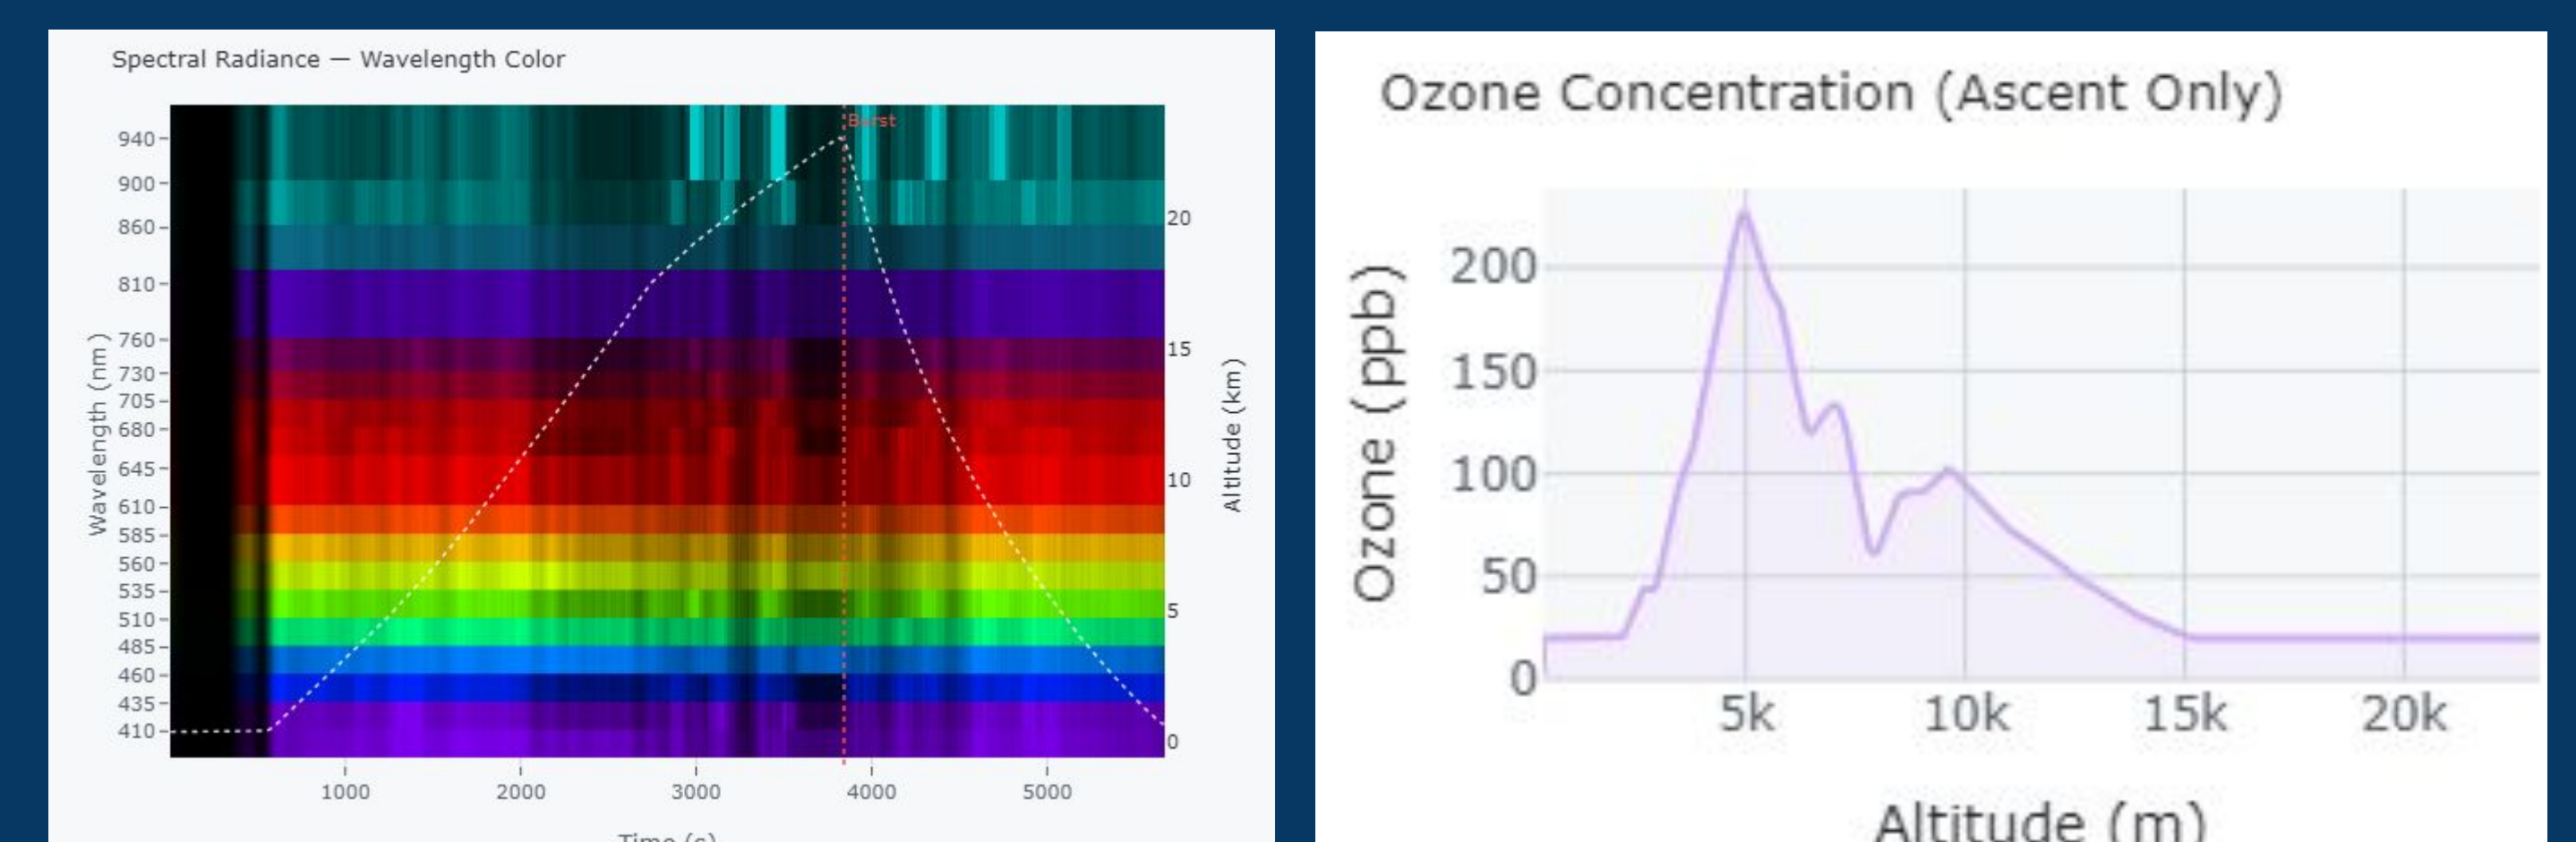 Spectral Radiance — Wavelength Color
Burst
940
900
860
810
760
730
705
680
645
610
585
560
535
510
485
460
435
410
Wavelength (nm)
20
15
10
5
0
Altitude (km)
1000 2000 3000 4000 5000
Time (s)
Ozone Concentration (Ascent Only)
Ozone (ppb)
200
150
100
50
0
5k 10k 15k 20k
Altitude (m)